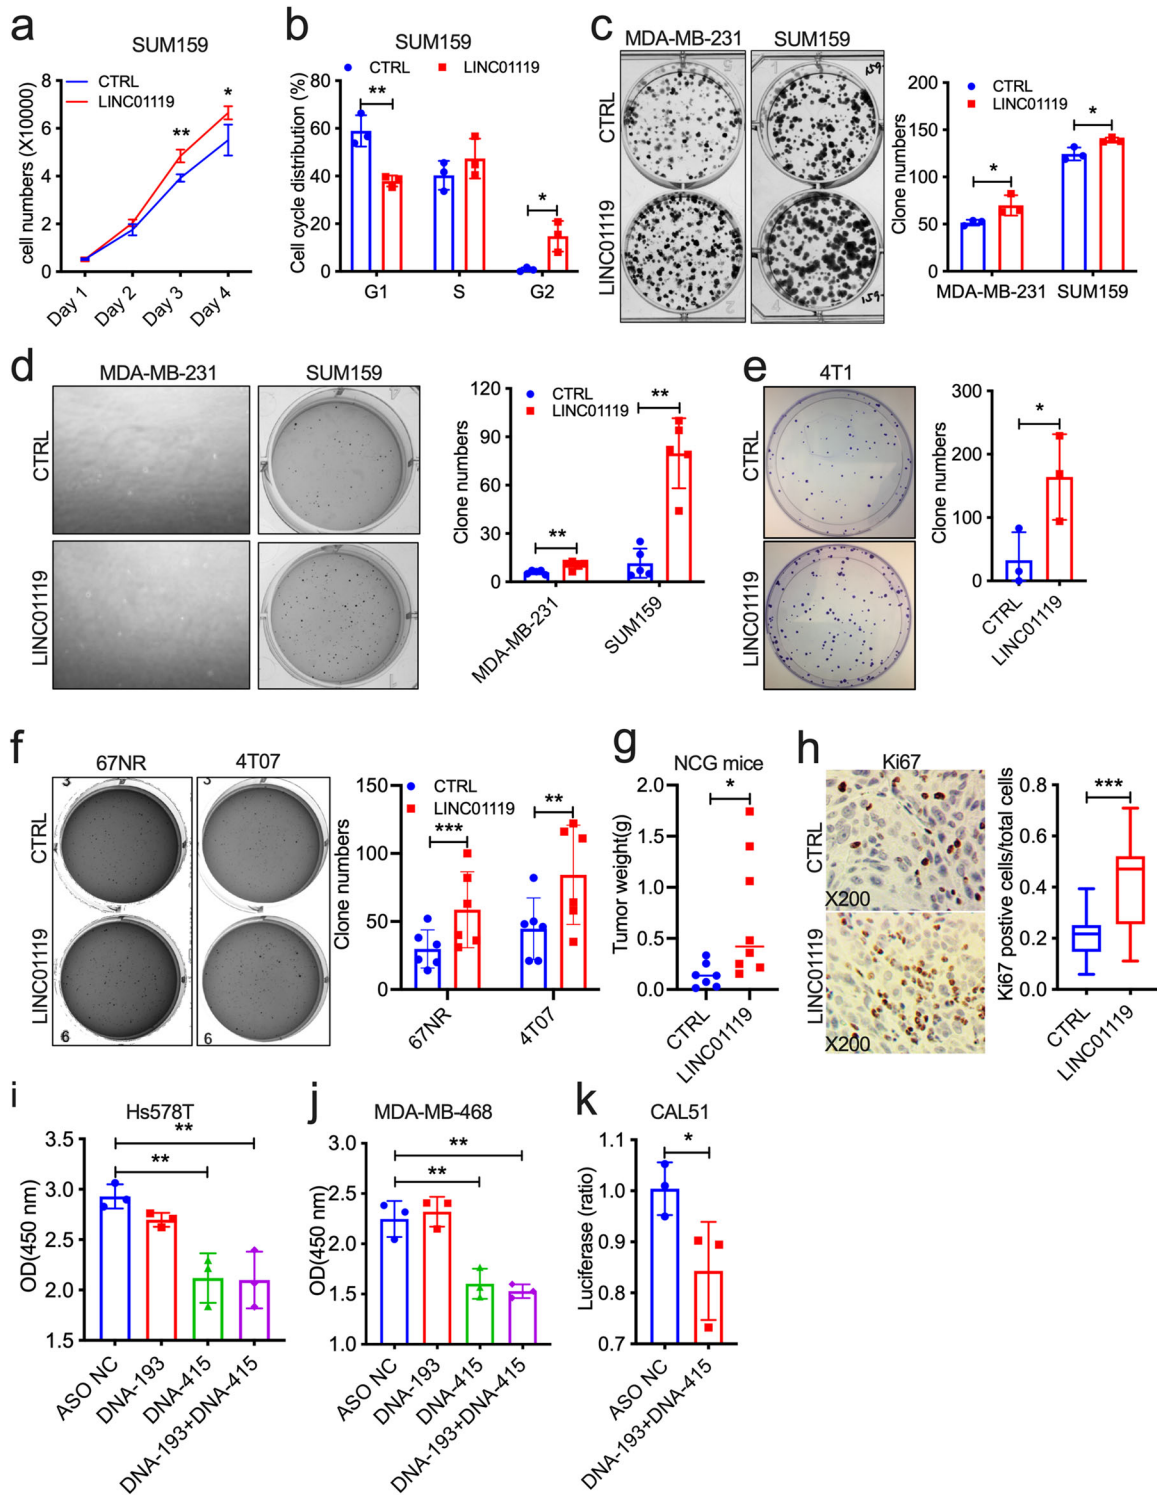 a
SUM159
CTRL
LINC01119
cell numbers (X10000)
8
6
4
2
0
**
*
Day 1
Day 2
Day 3
Day 4
b
SUM159
CTRL
LINC01119
Cell cycle distribution (%)
80
60
40
20
0
**
*
G1
S
G2
c
MDA-MB-231
SUM159
CTRL
LINC01119
159-
159-
CTRL
LINC01119
Clone numbers
200
150
100
50
0
*
*
MDA-MB-231
SUM159
d
MDA-MB-231
SUM159
CTRL
LINC01119
CTRL
LINC01119
Clone numbers
120
90
60
30
0
**
**
MDA-MB-231
SUM159
e
4T1
CTRL
LINC01119
Clone numbers
300
200
100
0
*
CTRL
LINC01119
f
67NR
4T07
CTRL
LINC01119
6
6
CTRL
LINC01119
Clone numbers
150
100
50
0
***
**
67NR
4T07
g
NCG mice
Tumor weight(g)
2.0
1.5
1.0
0.5
0.0
*
CTRL
LINC01119
h
Ki67
CTRL
LINC01119
X200
X200
Ki67 postive cells/total cells
0.8
0.6
0.4
0.2
0.0
***
CTRL
LINC01119
i
Hs578T
OD(450 nm)
3.5
3.0
2.5
2.0
1.5
**
**
ASO NC
DNA-193
DNA-415
DNA-193+DNA-415
j
MDA-MB-468
OD(450 nm)
3.0
2.5
2.0
1.5
1.0
**
**
ASO NC
DNA-193
DNA-415
DNA-193+DNA-415
k
CAL51
Luciferase (ratio)
1.1
1.0
0.9
0.8
0.7
*
ASO NC
DNA-193+DNA-415